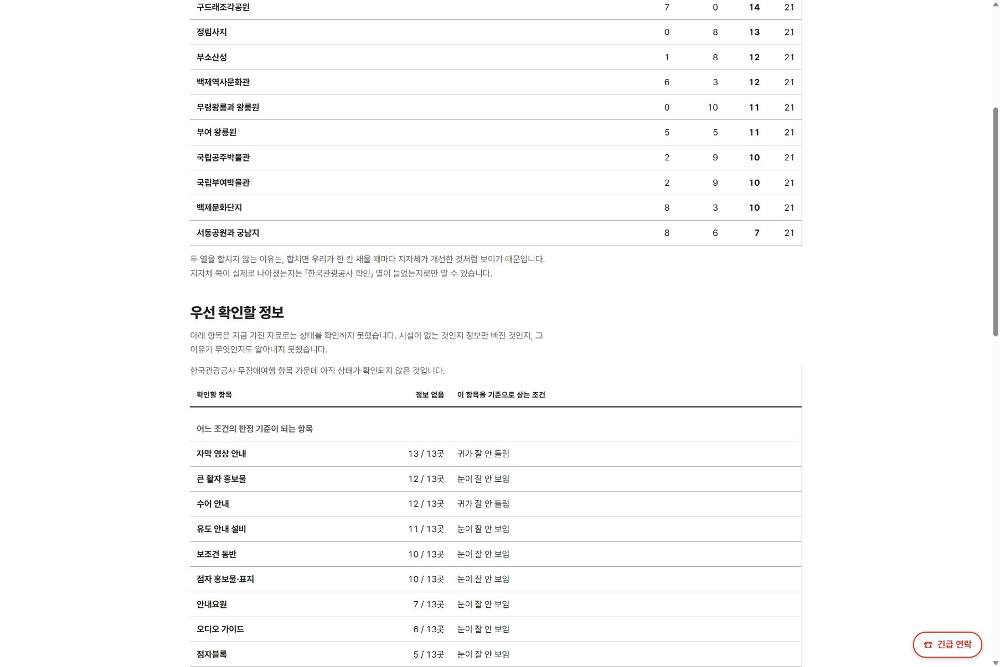 구드래조각공원 7 0 14 21
정림사지 0 8 13 21
부소산성 1 8 12 21
백제역사문화관 6 3 12 21
무령왕릉과 왕릉원 0 10 11 21
부여 왕릉원 5 5 11 21
국립공주박물관 2 9 10 21
국립부여박물관 2 9 10 21
백제문화단지 8 3 10 21
서동공원과 궁남지 8 6 7 21
두 열을 합치지 않는 이유는, 합치면 우리가 한 칸 채울 때마다 지자체가 개선한 것처럼 보이기 때문입니다.
지자체 쪽이 실제로 나아졌는지는 「한국관광공사 확인」 열이 늘었는지로만 알 수 있습니다.
우선 확인할 정보
아래 항목은 지금 가진 자료로는 상태를 확인하지 못했습니다. 시설이 없는 것인지 정보만 빠진 것인지, 그
이유가 무엇인지도 알아내지 못했습니다.
한국관광공사 무장애여행 항목 가운데 아직 상태가 확인되지 않은 것입니다.
확인할 항목 정보 없음 이 항목을 기준으로 삼는 조건
어느 조건의 판정 기준이 되는 항목
자막 영상 안내 13 / 13곳 귀가 잘 안 들림
큰 활자 홍보물 12 / 13곳 눈이 잘 안 보임
수어 안내 12 / 13곳 귀가 잘 안 들림
유도 안내 설비 11 / 13곳 눈이 잘 안 보임
보조견 동반 10 / 13곳 눈이 잘 안 보임
점자 홍보물·표지 10 / 13곳 눈이 잘 안 보임
안내요원 7 / 13곳 눈이 잘 안 보임
오디오 가이드 6 / 13곳 눈이 잘 안 보임
점자블록 5 / 13곳 눈이 잘 안 보임
☎ 긴급 연락